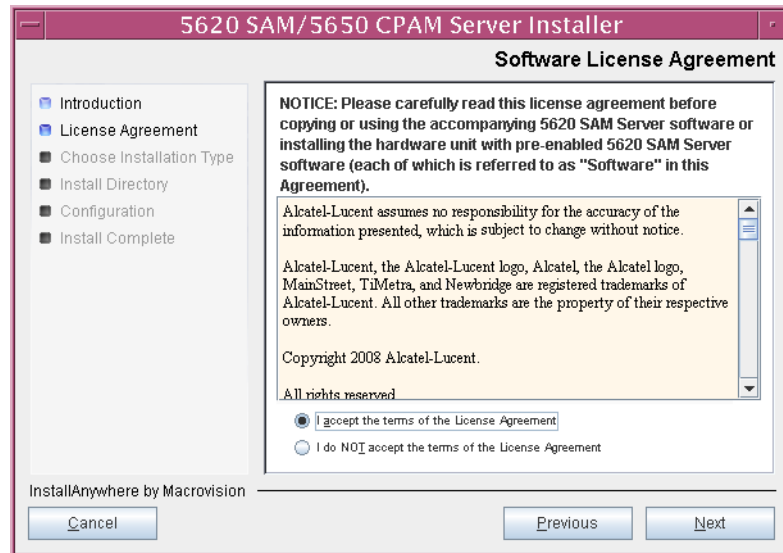 5620 SAM/5650 CPAM Server Installer
Software License Agreement
Introduction
License Agreement
Choose Installation Type
Install Directory
Configuration
Install Complete
NOTICE: Please carefully read this license agreement before
copying or using the accompanying 5620 SAM Server software or
installing the hardware unit with pre-enabled 5620 SAM Server
software (each of which is referred to as "Software" in this
Agreement).
Alcatel-Lucent assumes no responsibility for the accuracy of the
information presented, which is subject to change without notice.
Alcatel-Lucent, the Alcatel-Lucent logo, Alcatel, the Alcatel logo,
MainStreet, TiMetra, and Newbridge are registered trademarks of
Alcatel-Lucent. All other trademarks are the property of their respective
owners.
Copyright 2008 Alcatel-Lucent.
All rights reserved
I accept the terms of the License Agreement
I do NOT accept the terms of the License Agreement
InstallAnywhere by Macrovision
Cancel
Previous
Next